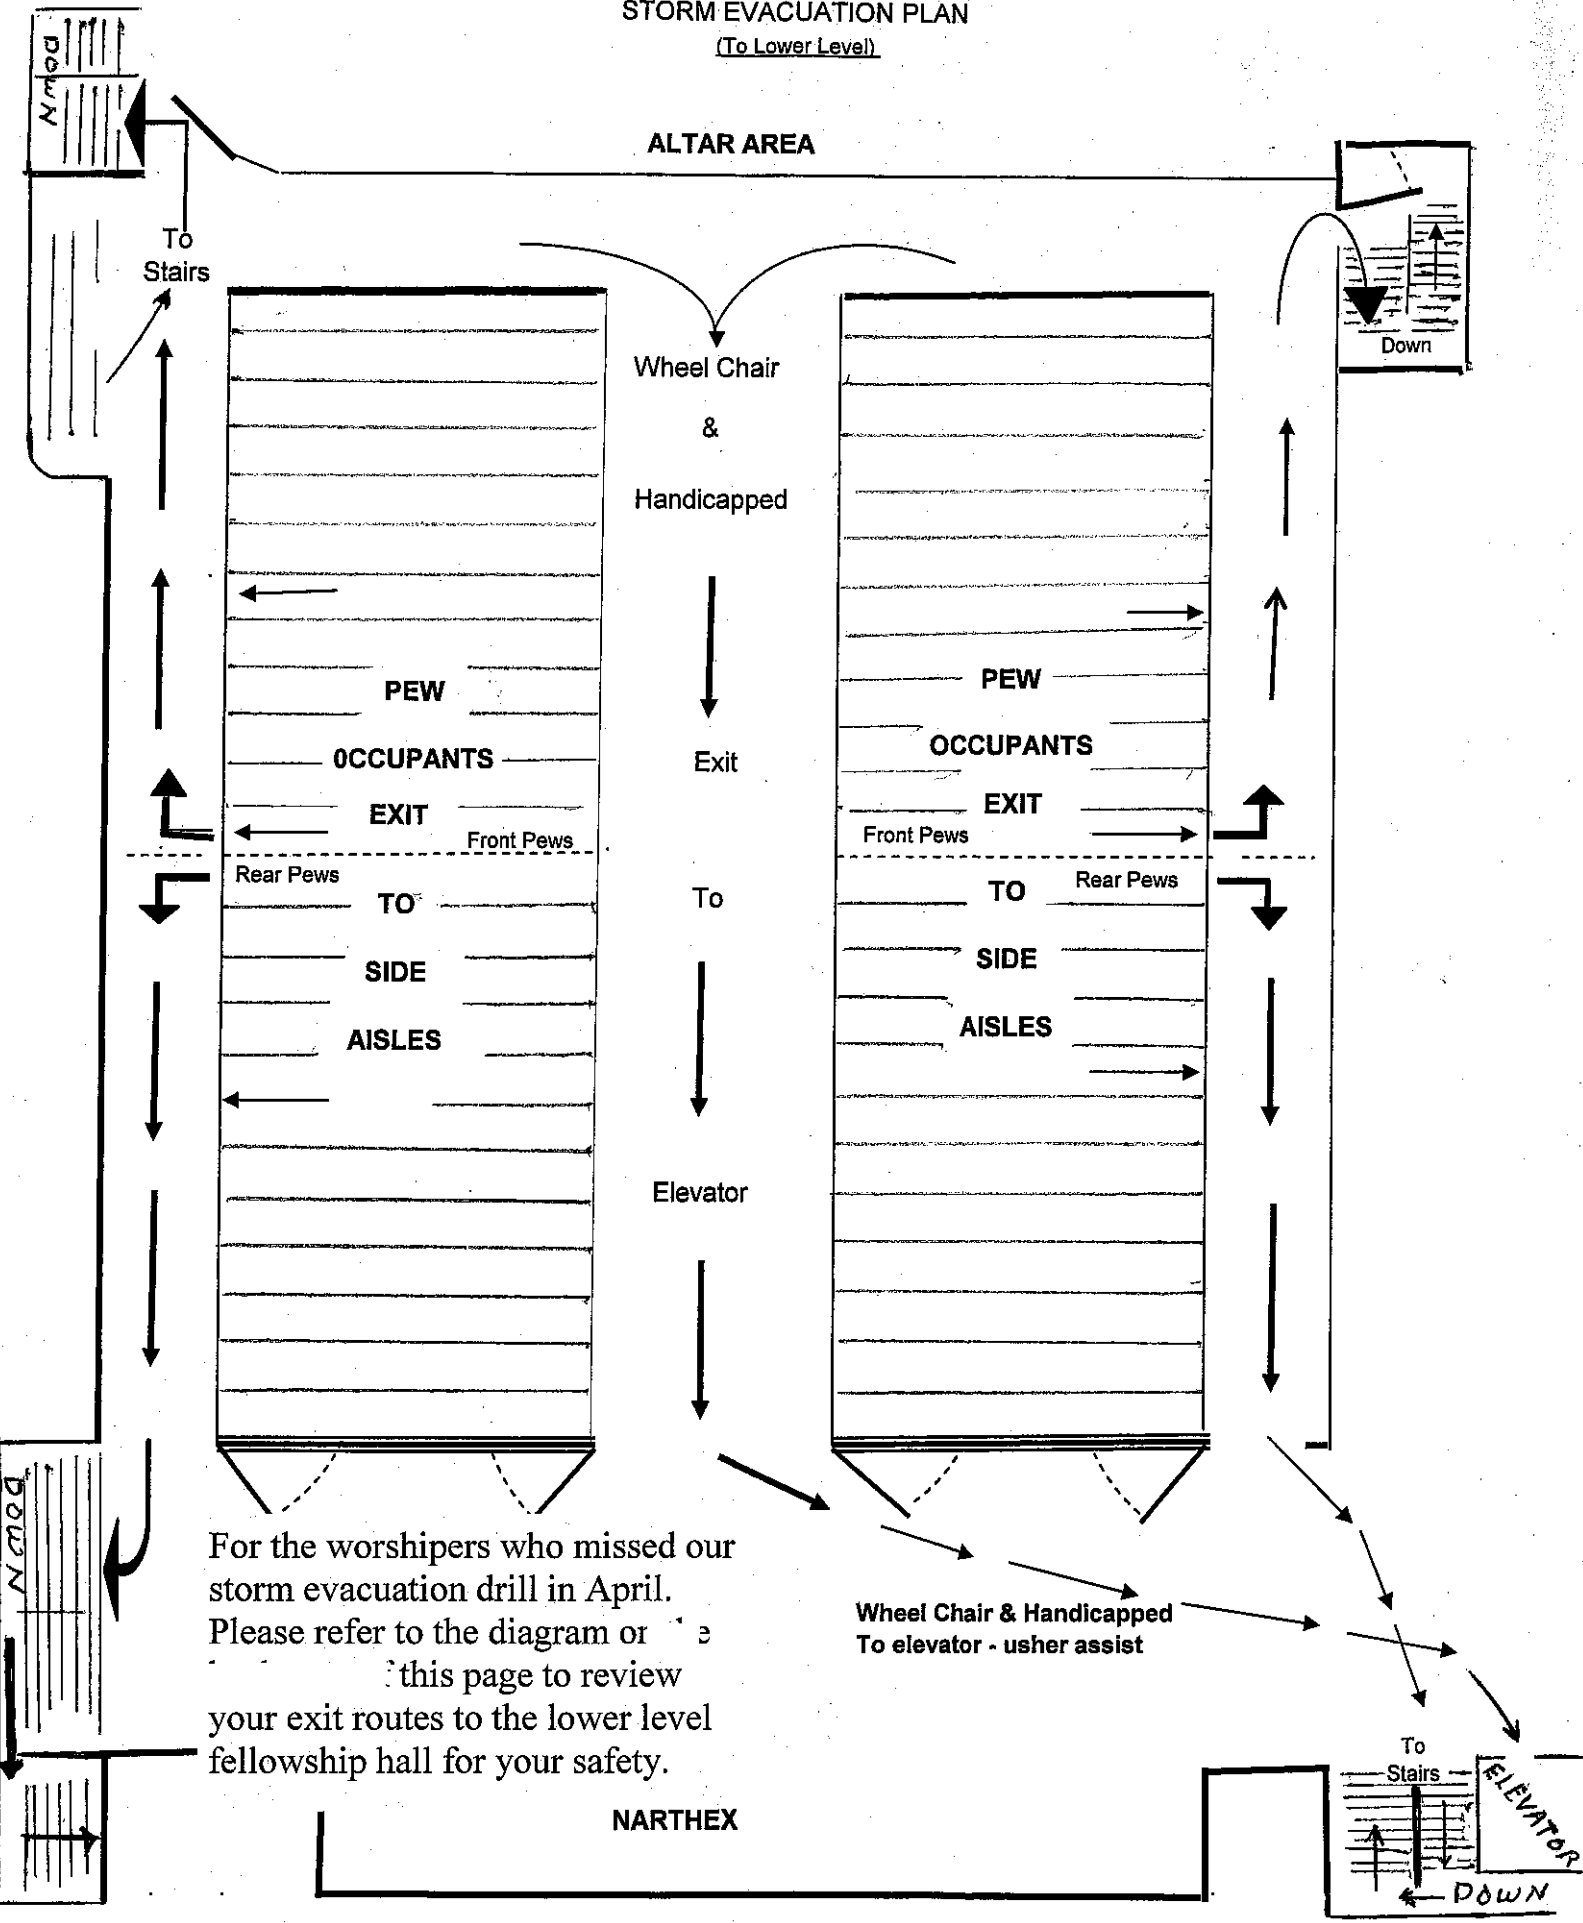 STORM EVACUATION PLAN
(To Lower Level)
DOWN
ALTAR AREA
To
Stairs
Down
Wheel Chair
&
Handicapped
Exit
To
Elevator
PEW
0CCUPANTS
EXIT
Front Pews
Rear Pews
TO
SIDE
AISLES
PEW
OCCUPANTS
EXIT
Front Pews
Rear Pews
TO
SIDE
AISLES
DOWN
For the worshipers who missed our
storm evacuation drill in April.
Please refer to the diagram
this page to review
your exit routes to the lower level
fellowship hall for your safety.
Wheel Chair & Handicapped
To elevator - usher assist
To
Stairs
ELEVATOR
DOWN
NARTHEX